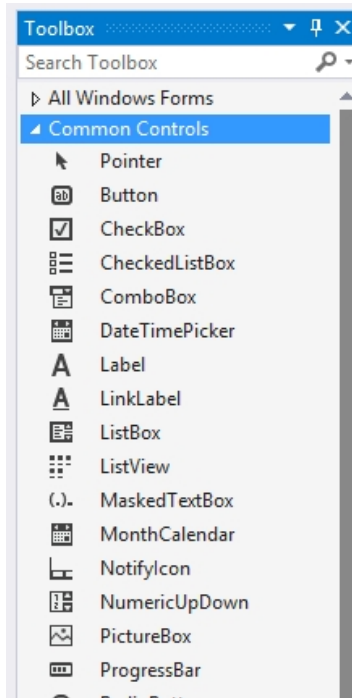 Toolbox
Search Toolbox
All Windows Forms
Common Controls
Pointer
Button
CheckBox
CheckedListBox
ComboBox
DateTimePicker
Label
LinkLabel
ListBox
ListView
MaskedTextBox
MonthCalendar
NotifyIcon
NumericUpDown
PictureBox
ProgressBar